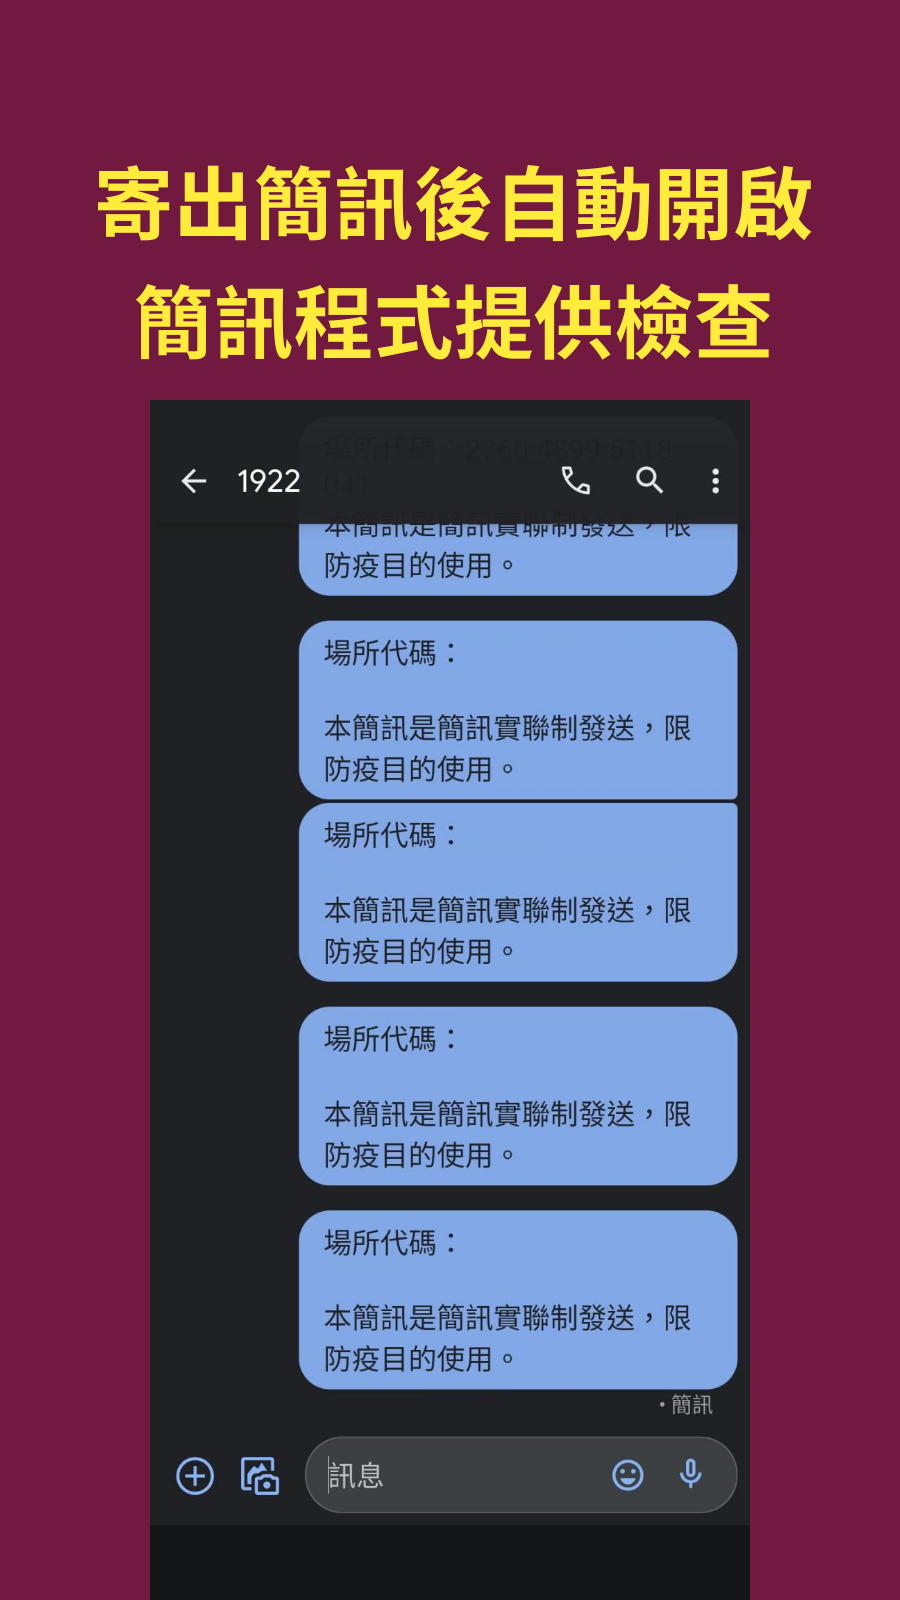 寄出簡訊後自動開啟
簡訊程式提供檢查
場所代碼：2760 4899 5118
041
1922
本簡訊是簡訊實聯制發送，限
防疫目的使用。
場所代碼：
本簡訊是簡訊實聯制發送，限
防疫目的使用。
場所代碼：
本簡訊是簡訊實聯制發送，限
防疫目的使用。
場所代碼：
本簡訊是簡訊實聯制發送，限
防疫目的使用。
場所代碼：
本簡訊是簡訊實聯制發送，限
防疫目的使用。
・簡訊
訊息